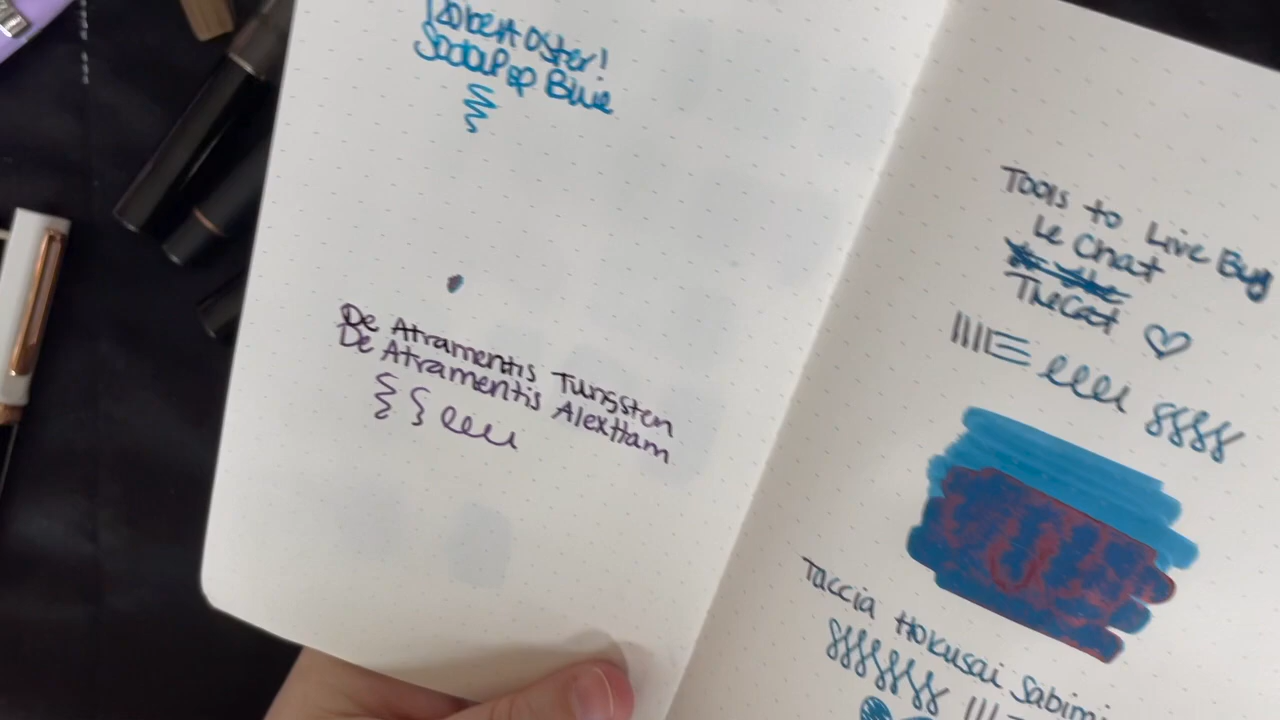 Robert Oster!
SodaPop Blue
De Atramentis Tungsten
De Atramentis AlexHam
Tools to Live Bug
Le Chat
The Cat
Taccia Hokusai Sabimi